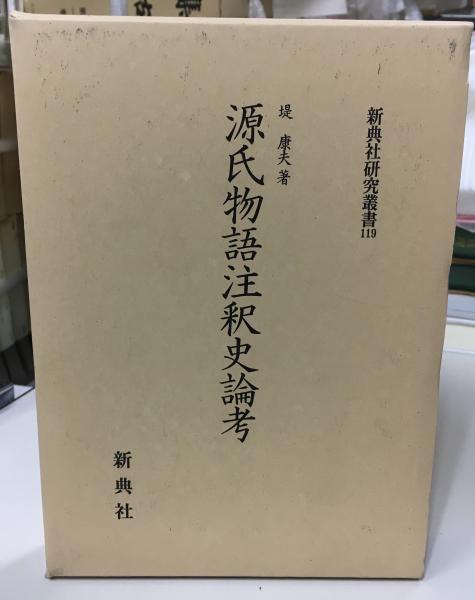 新典社研究叢書 119
堤 康夫 著
源氏物語注釈史論考
新典社